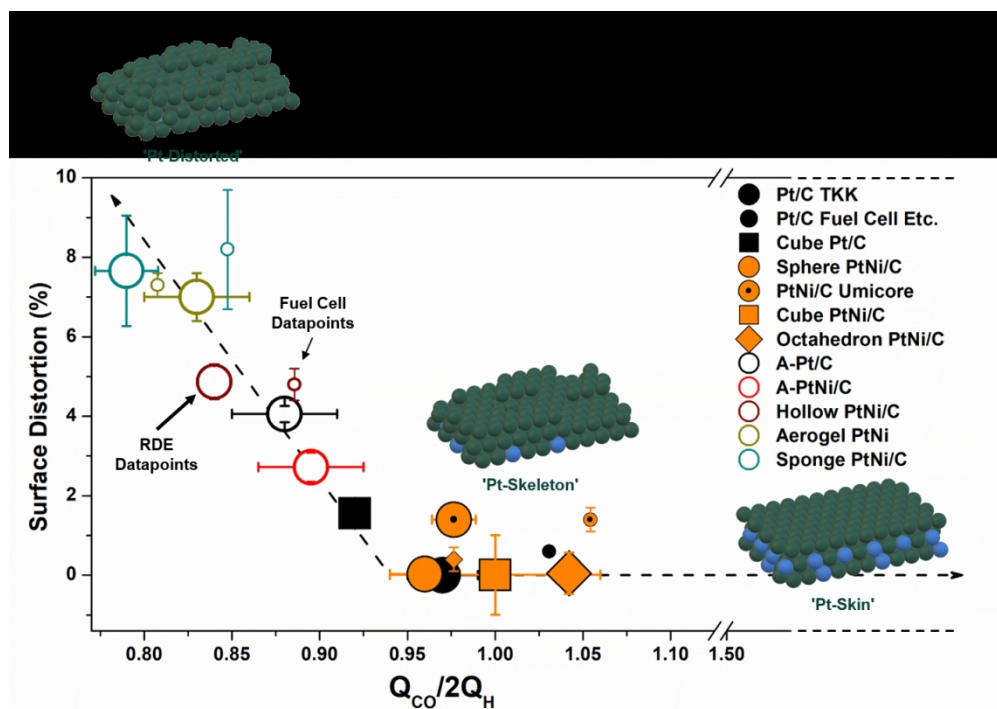 'Pt-Distorted'
10
8
6
4
2
0
Surface Distortion (%)
Fuel Cell
Datapoints
RDE
Datapoints
'Pt-Skeleton'
'Pt-Skin'
Pt/C TKK
Pt/C Fuel Cell Etc.
Cube Pt/C
Sphere PtNi/C
PtNi/C Umicore
Cube PtNi/C
Octahedron PtNi/C
A-Pt/C
A-PtNi/C
Hollow PtNi/C
Aerogel PtNi
Sponge PtNi/C
0.80 0.85 0.90 0.95 1.00 1.05 1.10 1.50
Q_CO/2Q_H